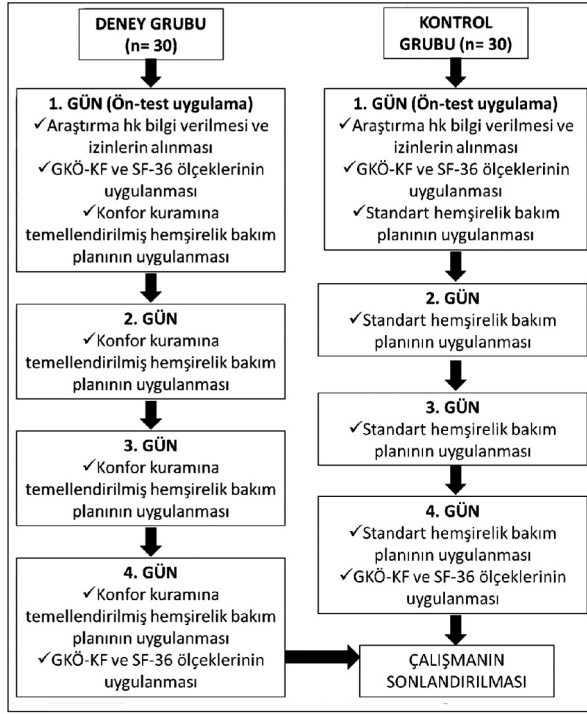 DENEY GRUBU
(n= 30)
1. GÜN (Ön-test uygulama)
✓Araştırma hk bilgi verilmesi ve
izinlerin alınması
✓GKÖ-KF ve SF-36 ölçeklerinin
uygulanması
✓Konfor kuramına
temellendirilmiş hemşirelik bakım
planının uygulanması
2. GÜN
✓Konfor kuramına
temellendirilmiş hemşirelik bakım
planının uygulanması
3. GÜN
✓Konfor kuramına
temellendirilmiş hemşirelik bakım
planının uygulanması
4. GÜN
✓Konfor kuramına
temellendirilmiş hemşirelik bakım
planının uygulanması
✓GKÖ-KF ve SF-36 ölçeklerinin
uygulanması
KONTROL
GRUBU (n= 30)
1. GÜN (Ön-test uygulama)
✓Araştırma hk bilgi verilmesi ve
izinlerin alınması
✓GKÖ-KF ve SF-36 ölçeklerinin
uygulanması
✓Standart hemşirelik bakım
planının uygulanması
2. GÜN
✓Standart hemşirelik bakım
planının uygulanması
3. GÜN
✓Standart hemşirelik bakım
planının uygulanması
4. GÜN
✓Standart hemşirelik bakım
planının uygulanması
✓GKÖ-KF ve SF-36 ölçeklerinin
uygulanması
ÇALIŞMANIN
SONLANDIRILMASI